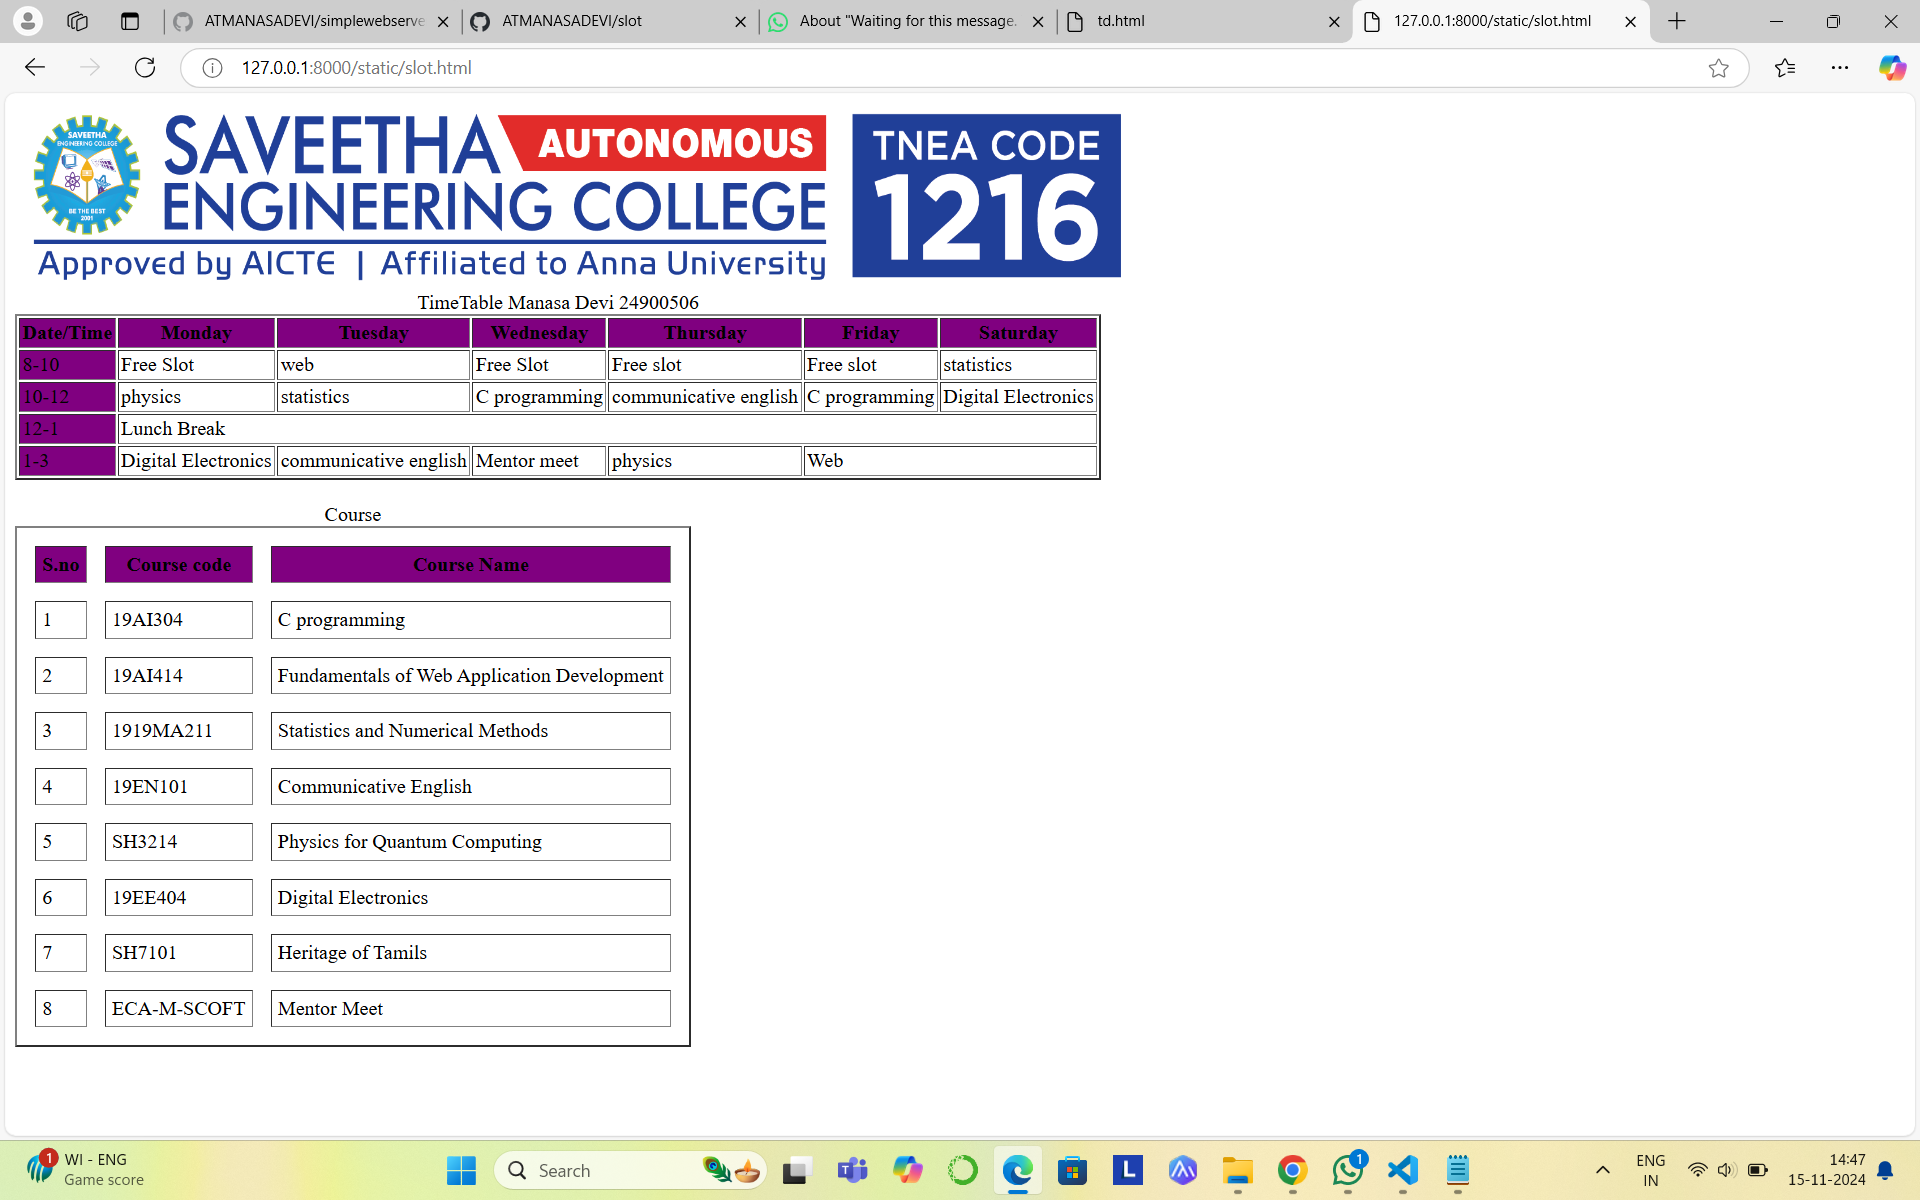 ATMANASADEVI/simplewebserve
ATMANASADEVI/slot
About "Waiting for this message.
td.html
127.0.0.1:8000/static/slot.html
127.0.0.1:8000/static/slot.html
SAVEETHA
ENGINEERING COLLEGE
BE THE BEST
2001
SAVEETHA AUTONOMOUS
ENGINEERING COLLEGE
Approved by AICTE | Affiliated to Anna University
TNEA CODE
1216
TimeTable Manasa Devi 24900506
Date/Time Monday Tuesday Wednesday Thursday Friday Saturday
8-10 Free Slot web Free Slot Free slot Free slot statistics
10-12 physics statistics C programming communicative english C programming Digital Electronics
12-1 Lunch Break
1-3 Digital Electronics communicative english Mentor meet physics Web
Course
S.no Course code Course Name
1 19AI304 C programming
2 19AI414 Fundamentals of Web Application Development
3 1919MA211 Statistics and Numerical Methods
4 19EN101 Communicative English
5 SH3214 Physics for Quantum Computing
6 19EE404 Digital Electronics
7 SH7101 Heritage of Tamils
8 ECA-M-SCOFT Mentor Meet
1
WI - ENG
Game score
Search
L
1
ENG
IN
14:47
15-11-2024